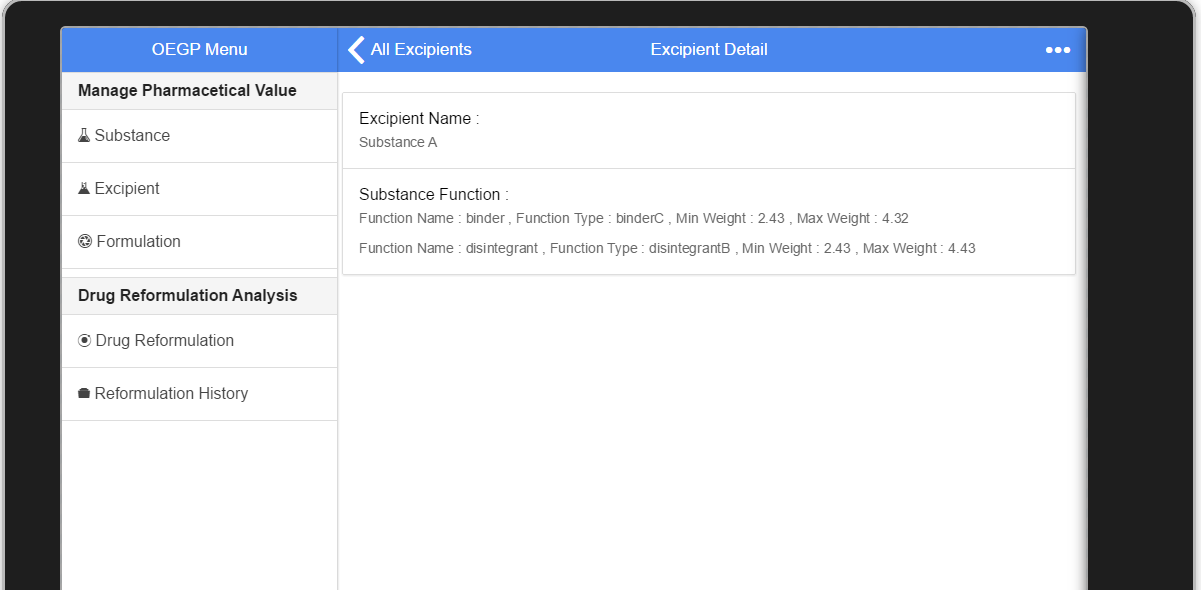 OEGP Menu
All Excipients
Excipient Detail
Manage Pharmacetical Value
Substance
Excipient
Formulation
Drug Reformulation Analysis
Drug Reformulation
Reformulation History
Excipient Name :
Substance A
Substance Function :
Function Name : binder , Function Type : binderC , Min Weight : 2.43 , Max Weight : 4.32
Function Name : disintegrant , Function Type : disintegrantB , Min Weight : 2.43 , Max Weight : 4.43